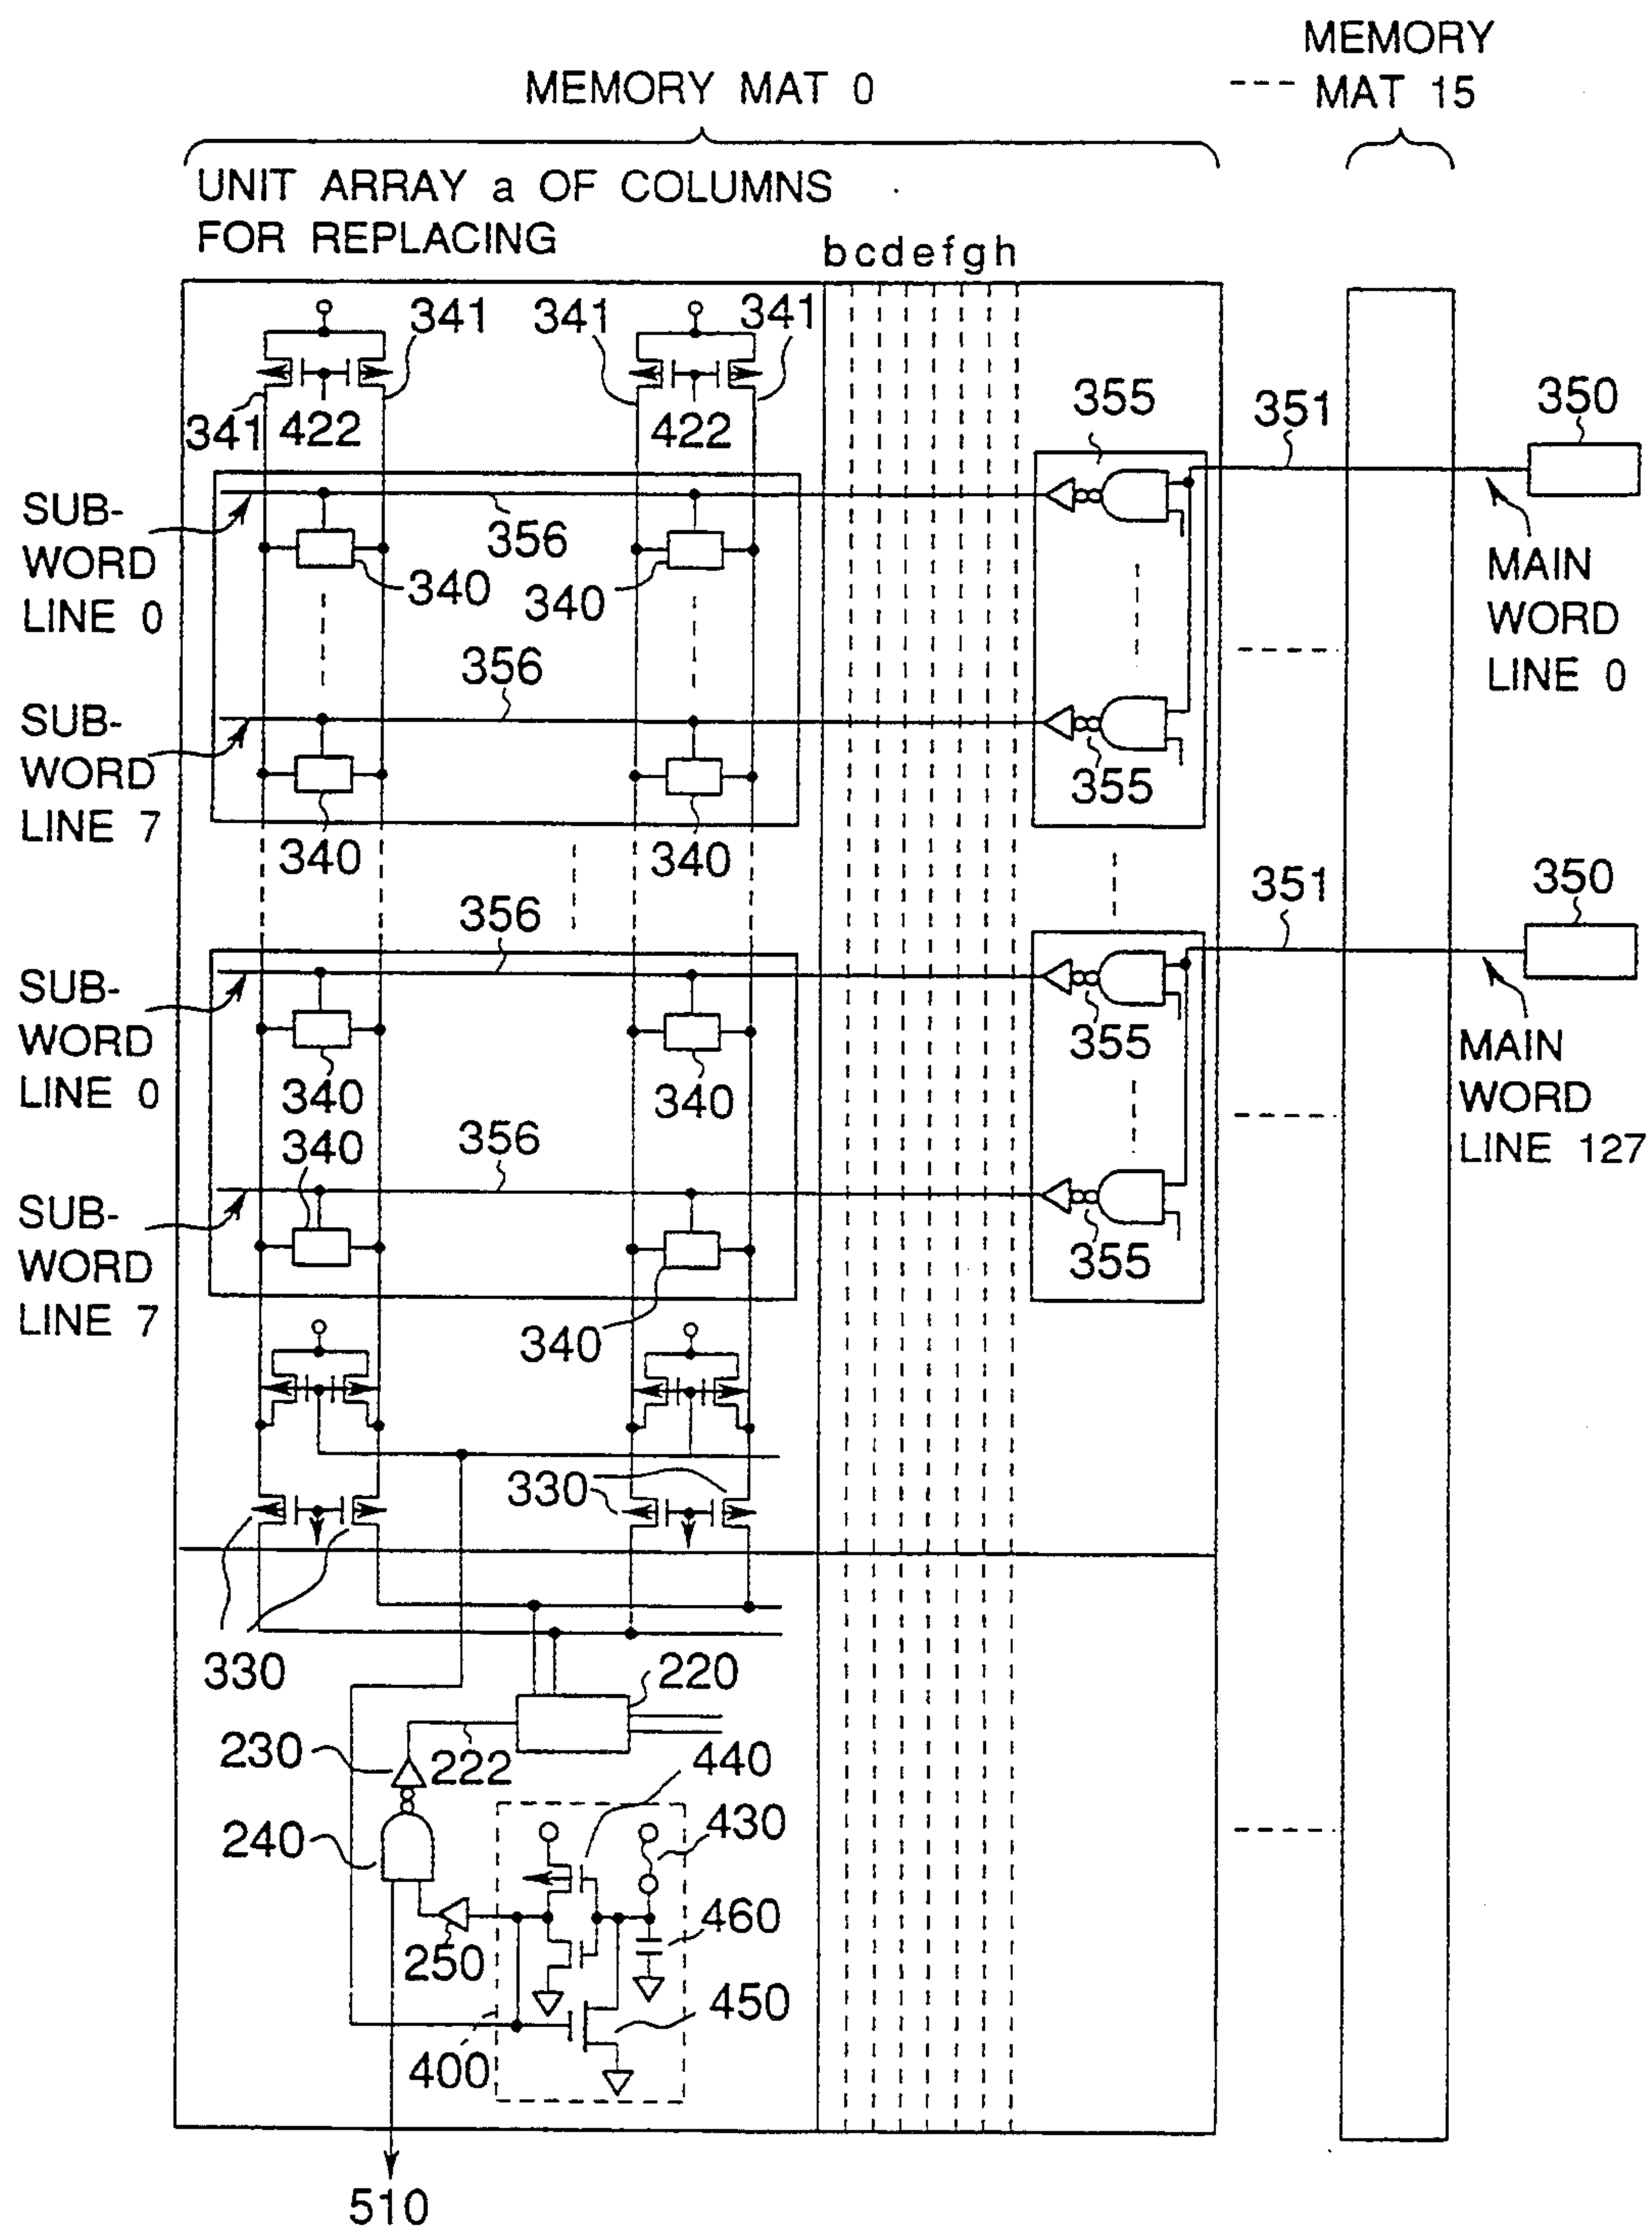 MEMORY MAT 0
--- MEMORY
MAT 15
UNIT ARRAY a OF COLUMNS
FOR REPLACING
b c d e f g h
341
341
341
341
422
422
355
351
350
SUB-
WORD
LINE 0
356
340
340
MAIN
WORD
LINE 0
356
SUB-
WORD
LINE 7
355
340
340
351
350
356
SUB-
WORD
LINE 0
355
340
340
MAIN
WORD
LINE 127
340
356
SUB-
WORD
LINE 7
355
340
330
330
220
230
222
440
240
430
250
460
450
400
510